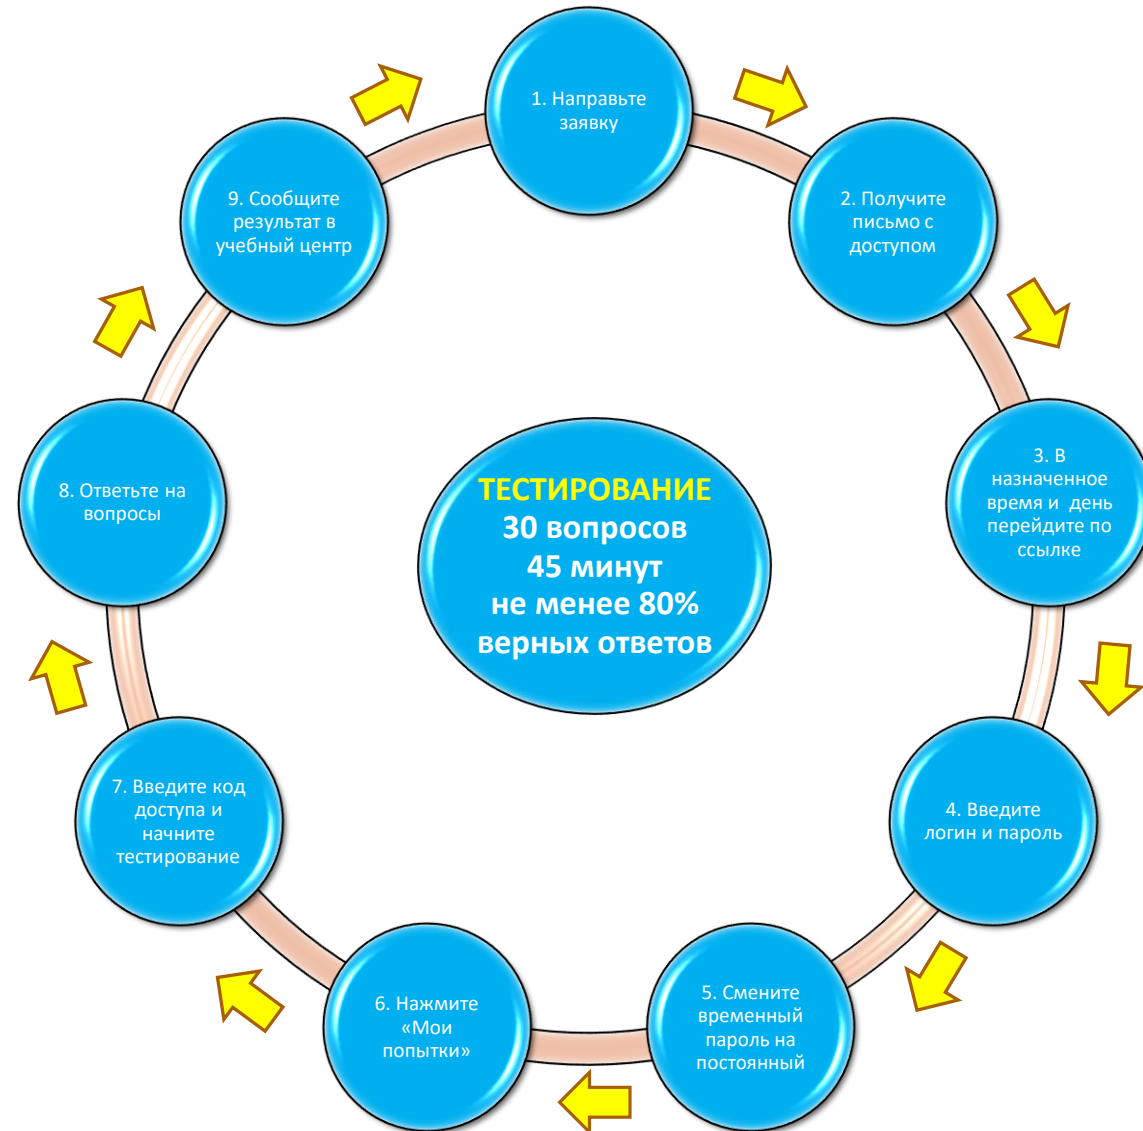 1. Направьте
заявку
2. Получите
письмо с
доступом
3. В
назначенное
время и  день
перейдите по
ссылке
4. Введите
логин и пароль
5. Смените
временный
пароль на
постоянный
6. Нажмите
«Мои
попытки»
7. Введите код
доступа и
начните
тестирование
8. Ответьте на
вопросы
9. Сообщите
результат в
учебный центр
ТЕСТИРОВАНИЕ
30 вопросов
45 минут
не менее 80%
верных ответов